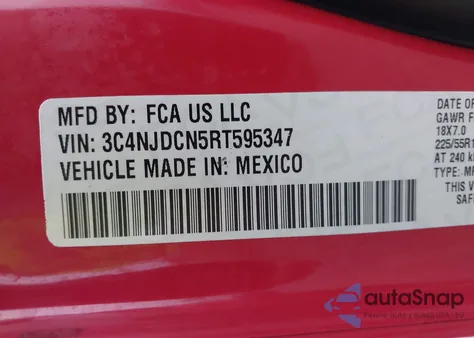 MFD BY: FCA US LLC
VIN: 3C4NJDCN5RT595347
VEHICLE MADE IN: MEXICO
DATE OF
GAWR F
18X7.0
225/55R1
AT 240 k
TYPE: M
THIS V
SAF
autoSnap